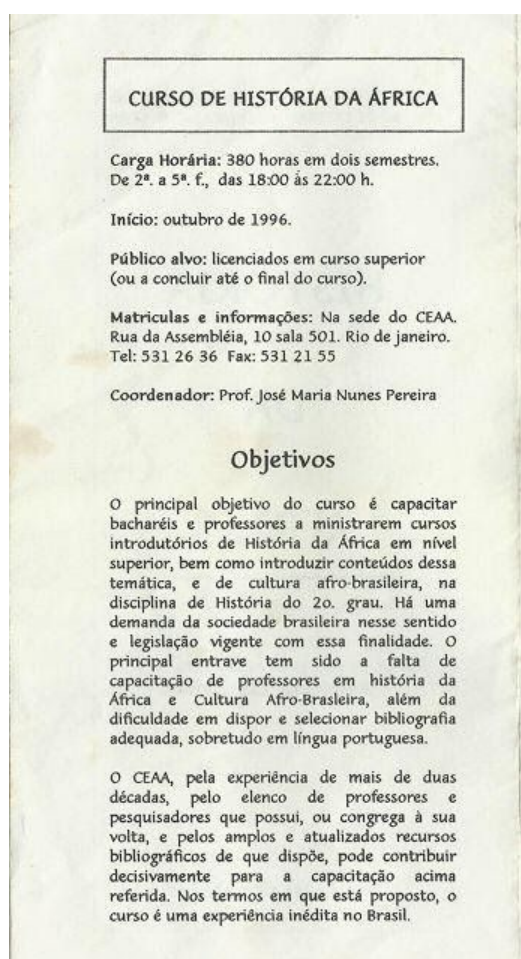 CURSO DE HISTÓRIA DA ÁFRICA
Carga Horária: 380 horas em dois semestres.
De 2ª. a 5ª. f., das 18:00 ás 22:00 h.
Início: outubro de 1996.
Público alvo: licenciados em curso superior
(ou a concluir até o final do curso).
Matriculas e informações: Na sede do CEAA.
Rua da Assembléia, 10 sala 501. Rio de janeiro.
Tel: 531 26 36 Fax: 531 21 55
Coordenador: Prof. José Maria Nunes Pereira
Objetivos
O principal objetivo do curso é capacitar
bacharéis e professores a ministrarem cursos
introdutórios de História da África em nível
superior, bem como introduzir conteúdos dessa
temática, e de cultura afro-brasileira, na
disciplina de História do 2o. grau. Há uma
demanda da sociedade brasileira nesse sentido
e legislação vigente com essa finalidade. O
principal entrave tem sido a falta de
capacitação de professores em história da
África e Cultura Afro-Brasleira, além da
dificuldade em dispor e selecionar bibliografia
adequada, sobretudo em língua portuguesa.
O CEAA, pela experiência de mais de duas
décadas, pelo elenco de professores e
pesquisadores que possui, ou congrega à sua
volta, e pelos amplos e atualizados recursos
bibliográficos de que dispõe, pode contribuir
decisivamente para a capacitação acima
referida. Nos termos em que está proposto, o
curso é uma experiência inédita no Brasil.